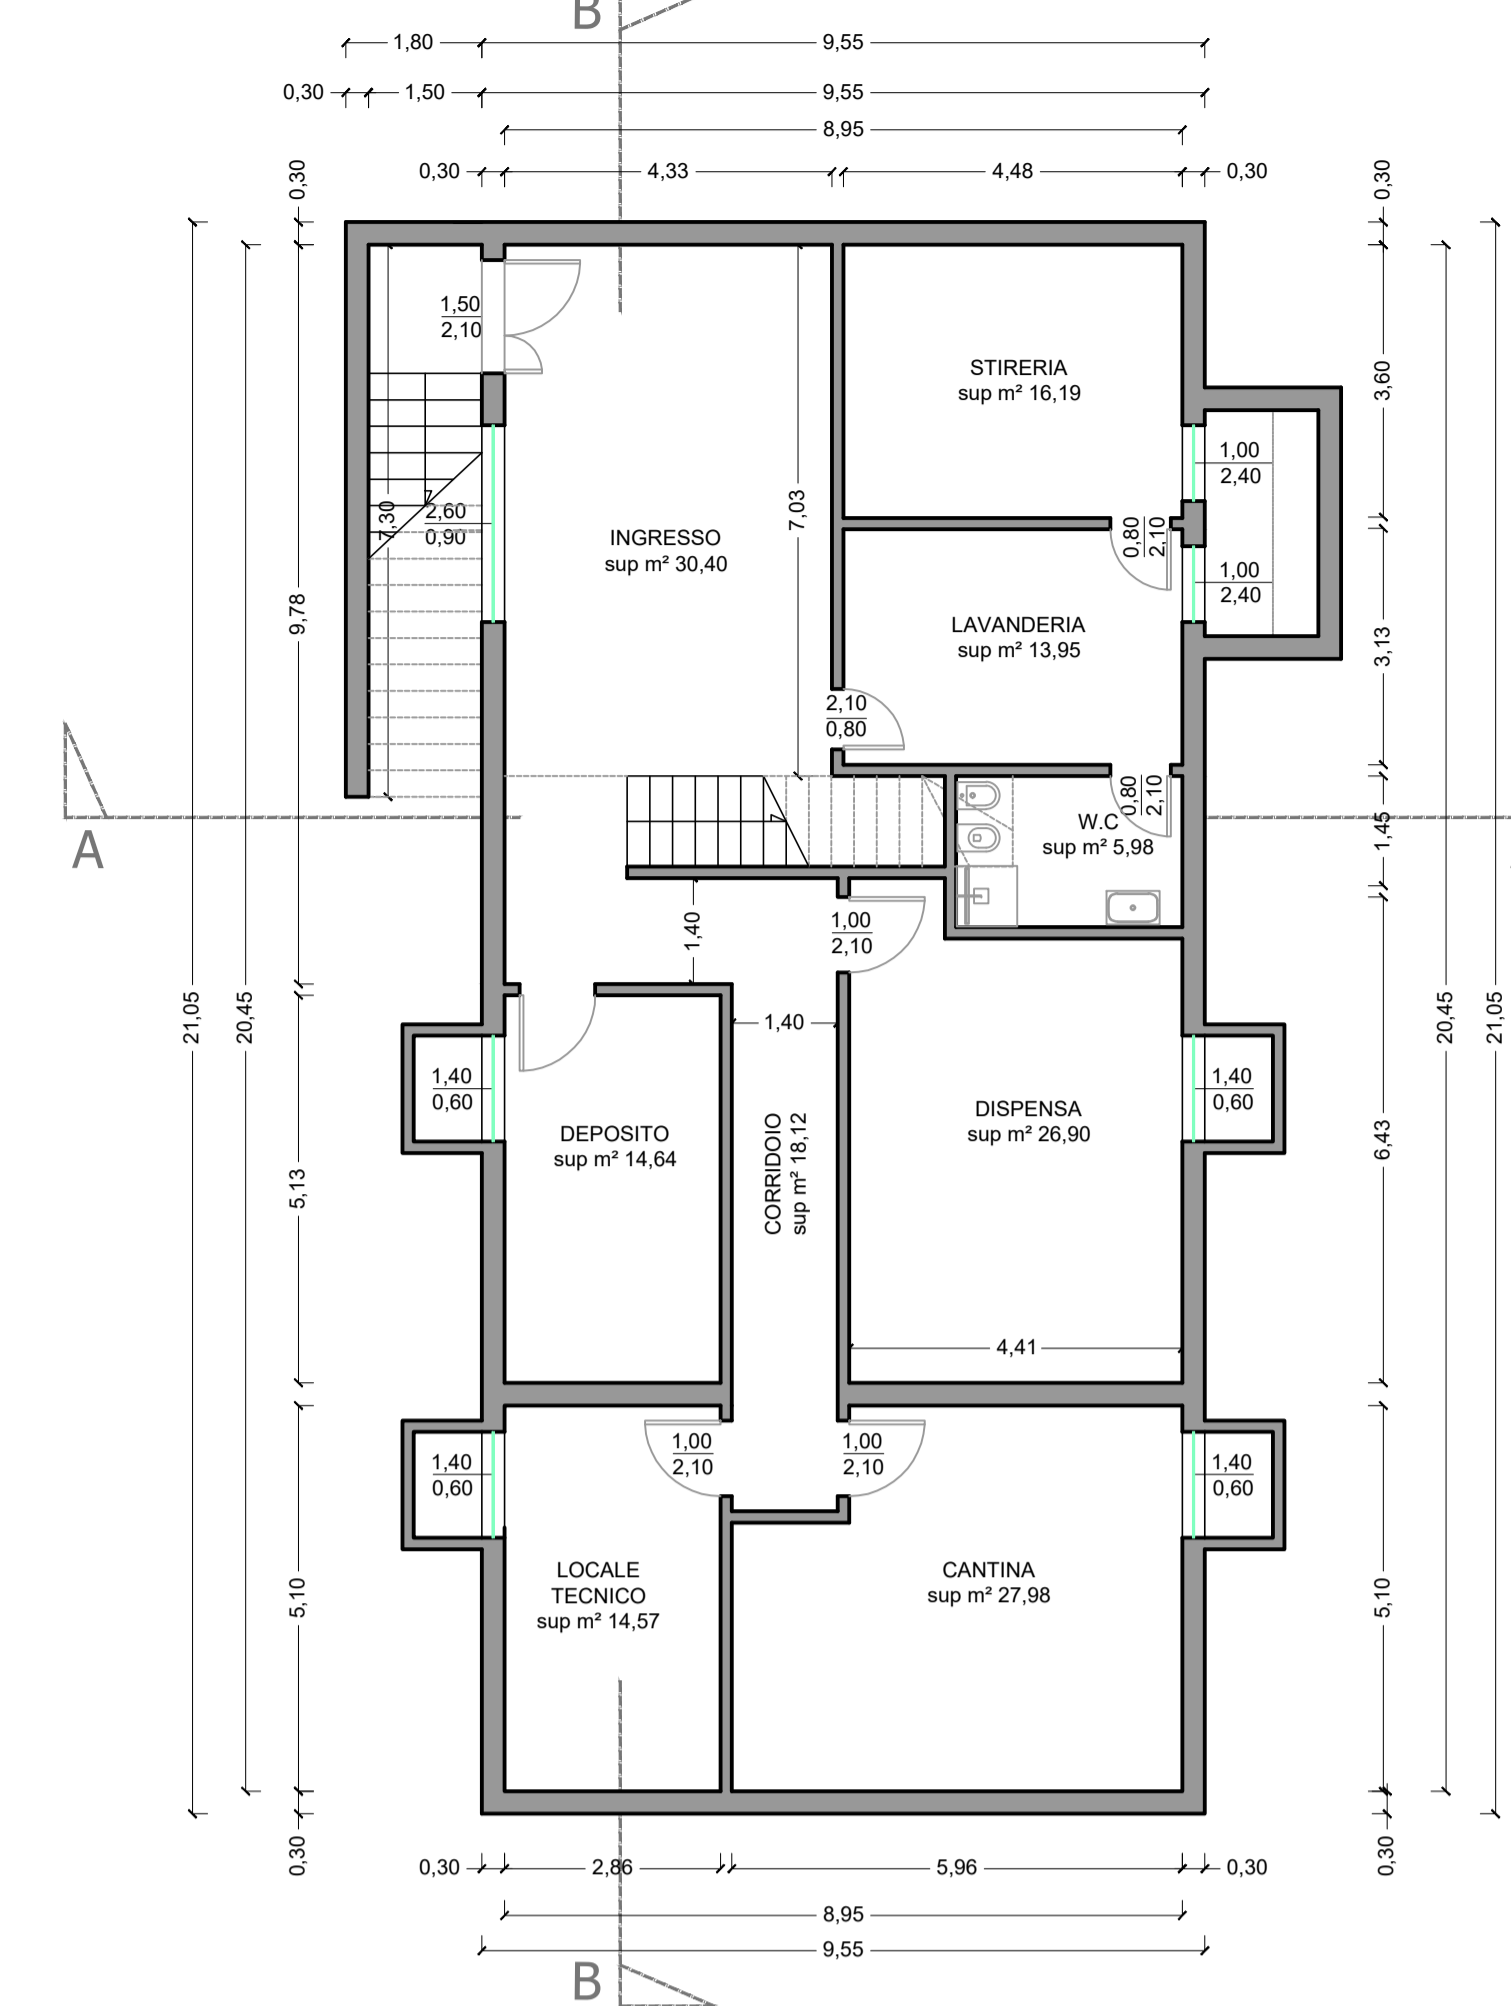 B
1,80
9,55
0,30
1,50
9,55
8,95
0,30
4,33
4,48
0,30
0,30
0,30
1,50
2,10
STIRERIA
sup m² 16,19
3,60
1,00
2,40
7,30
2,60
0,90
7,03
INGRESSO
sup m² 30,40
0,80
2,10
1,00
2,40
9,78
LAVANDERIA
sup m² 13,95
3,13
2,10
0,80
0,80
2,10
W.C
sup m² 5,98
1,45
A
1,40
1,00
2,10
21,05
20,45
1,40
20,45
21,05
1,40
0,60
DEPOSITO
sup m² 14,64
CORRIDOIO
sup m² 18,12
DISPENSA
sup m² 26,90
1,40
0,60
6,43
5,13
4,41
1,40
0,60
1,00
2,10
1,00
2,10
1,40
0,60
5,10
LOCALE
TECNICO
sup m² 14,57
CANTINA
sup m² 27,98
5,10
0,30
0,30
2,86
5,96
0,30
0,30
8,95
9,55
B